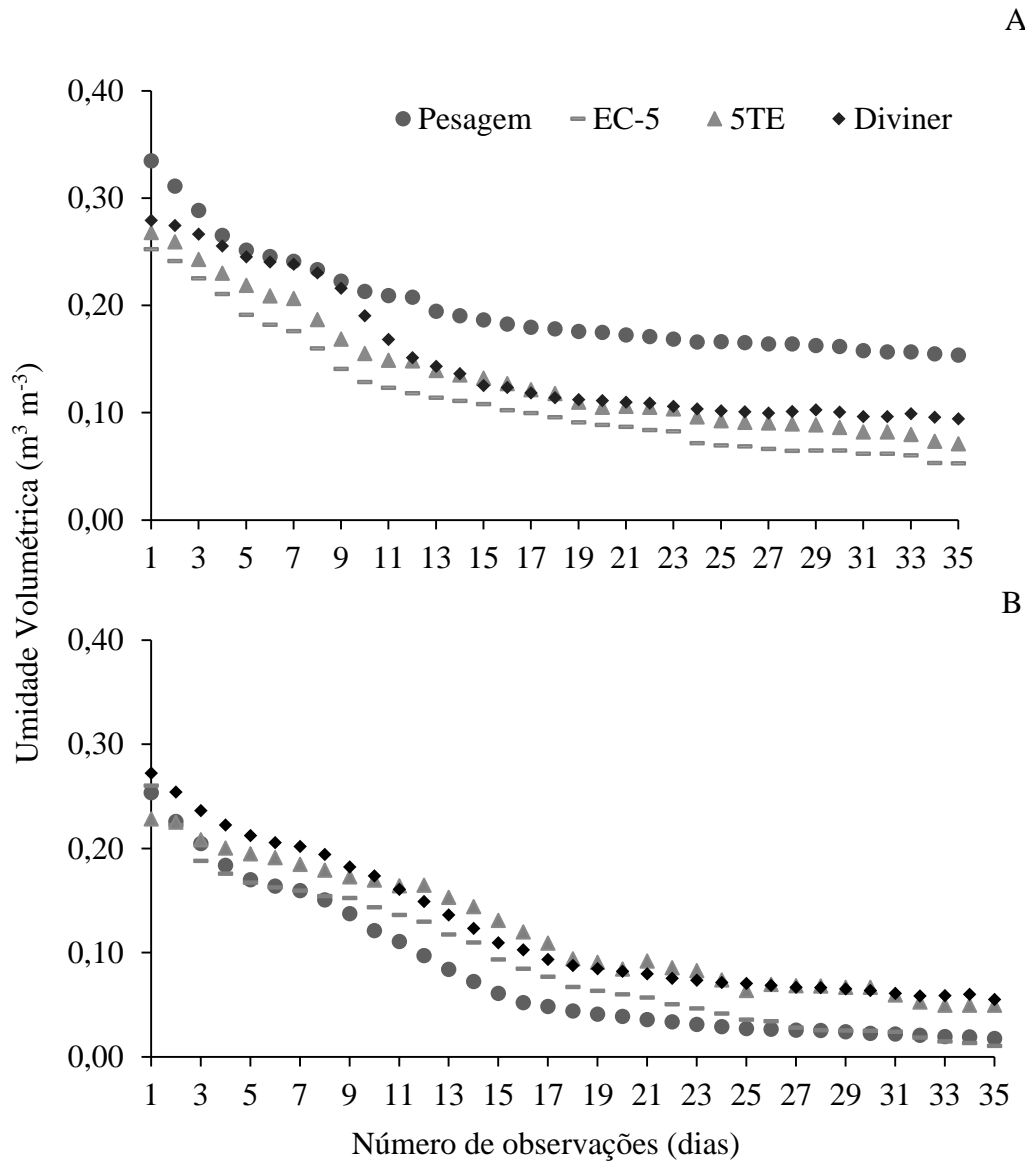 A
0,40
Pesagem EC-5 5TE Diviner
0,30
0,20
0,10
0,00
1 3 5 7 9 11 13 15 17 19 21 23 25 27 29 31 33 35
Umidade Volumétrica (m³ m⁻³)
B
0,40
0,30
0,20
0,10
0,00
1 3 5 7 9 11 13 15 17 19 21 23 25 27 29 31 33 35
Número de observações (dias)